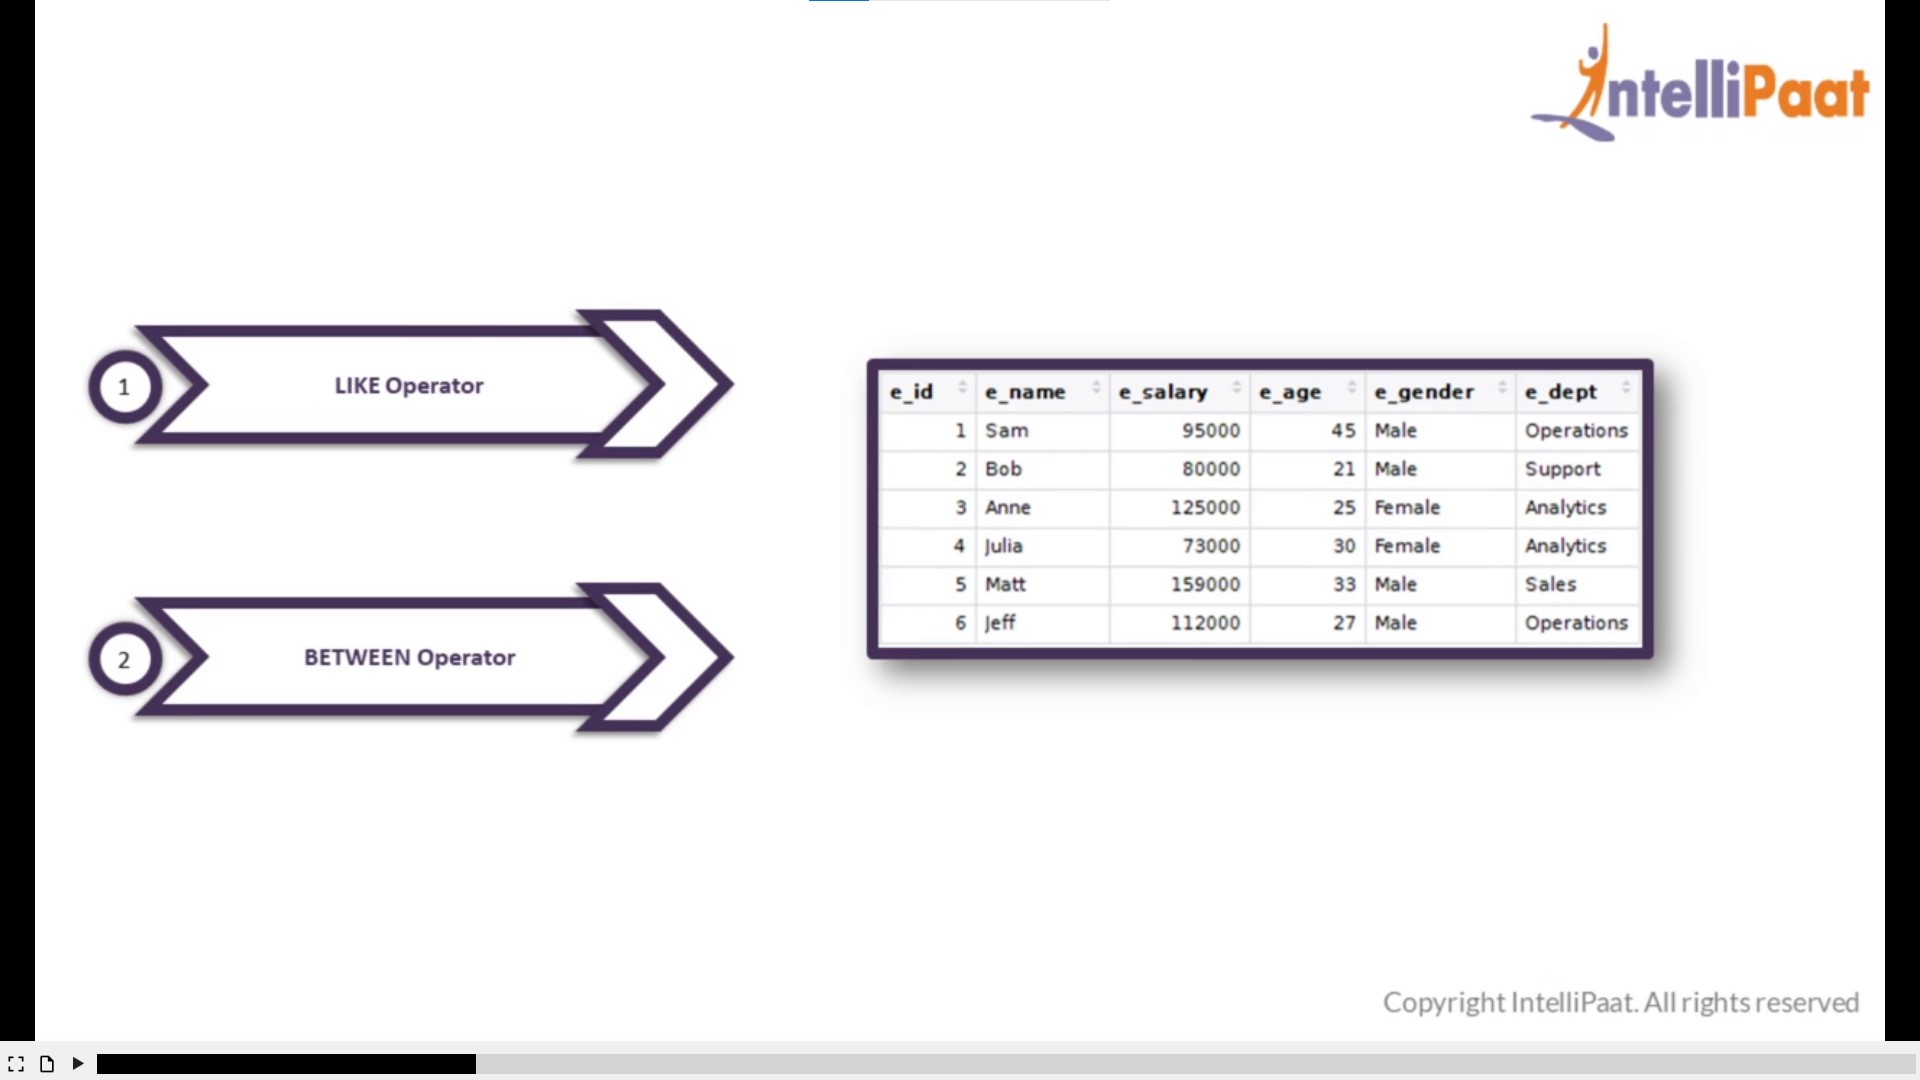 IntelliPaat
1
LIKE Operator
2
BETWEEN Operator
e_id e_name e_salary e_age e_gender e_dept
1 Sam 95000 45 Male Operations
2 Bob 80000 21 Male Support
3 Anne 125000 25 Female Analytics
4 Julia 73000 30 Female Analytics
5 Matt 159000 33 Male Sales
6 Jeff 112000 27 Male Operations
Copyright IntelliPaat. All rights reserved